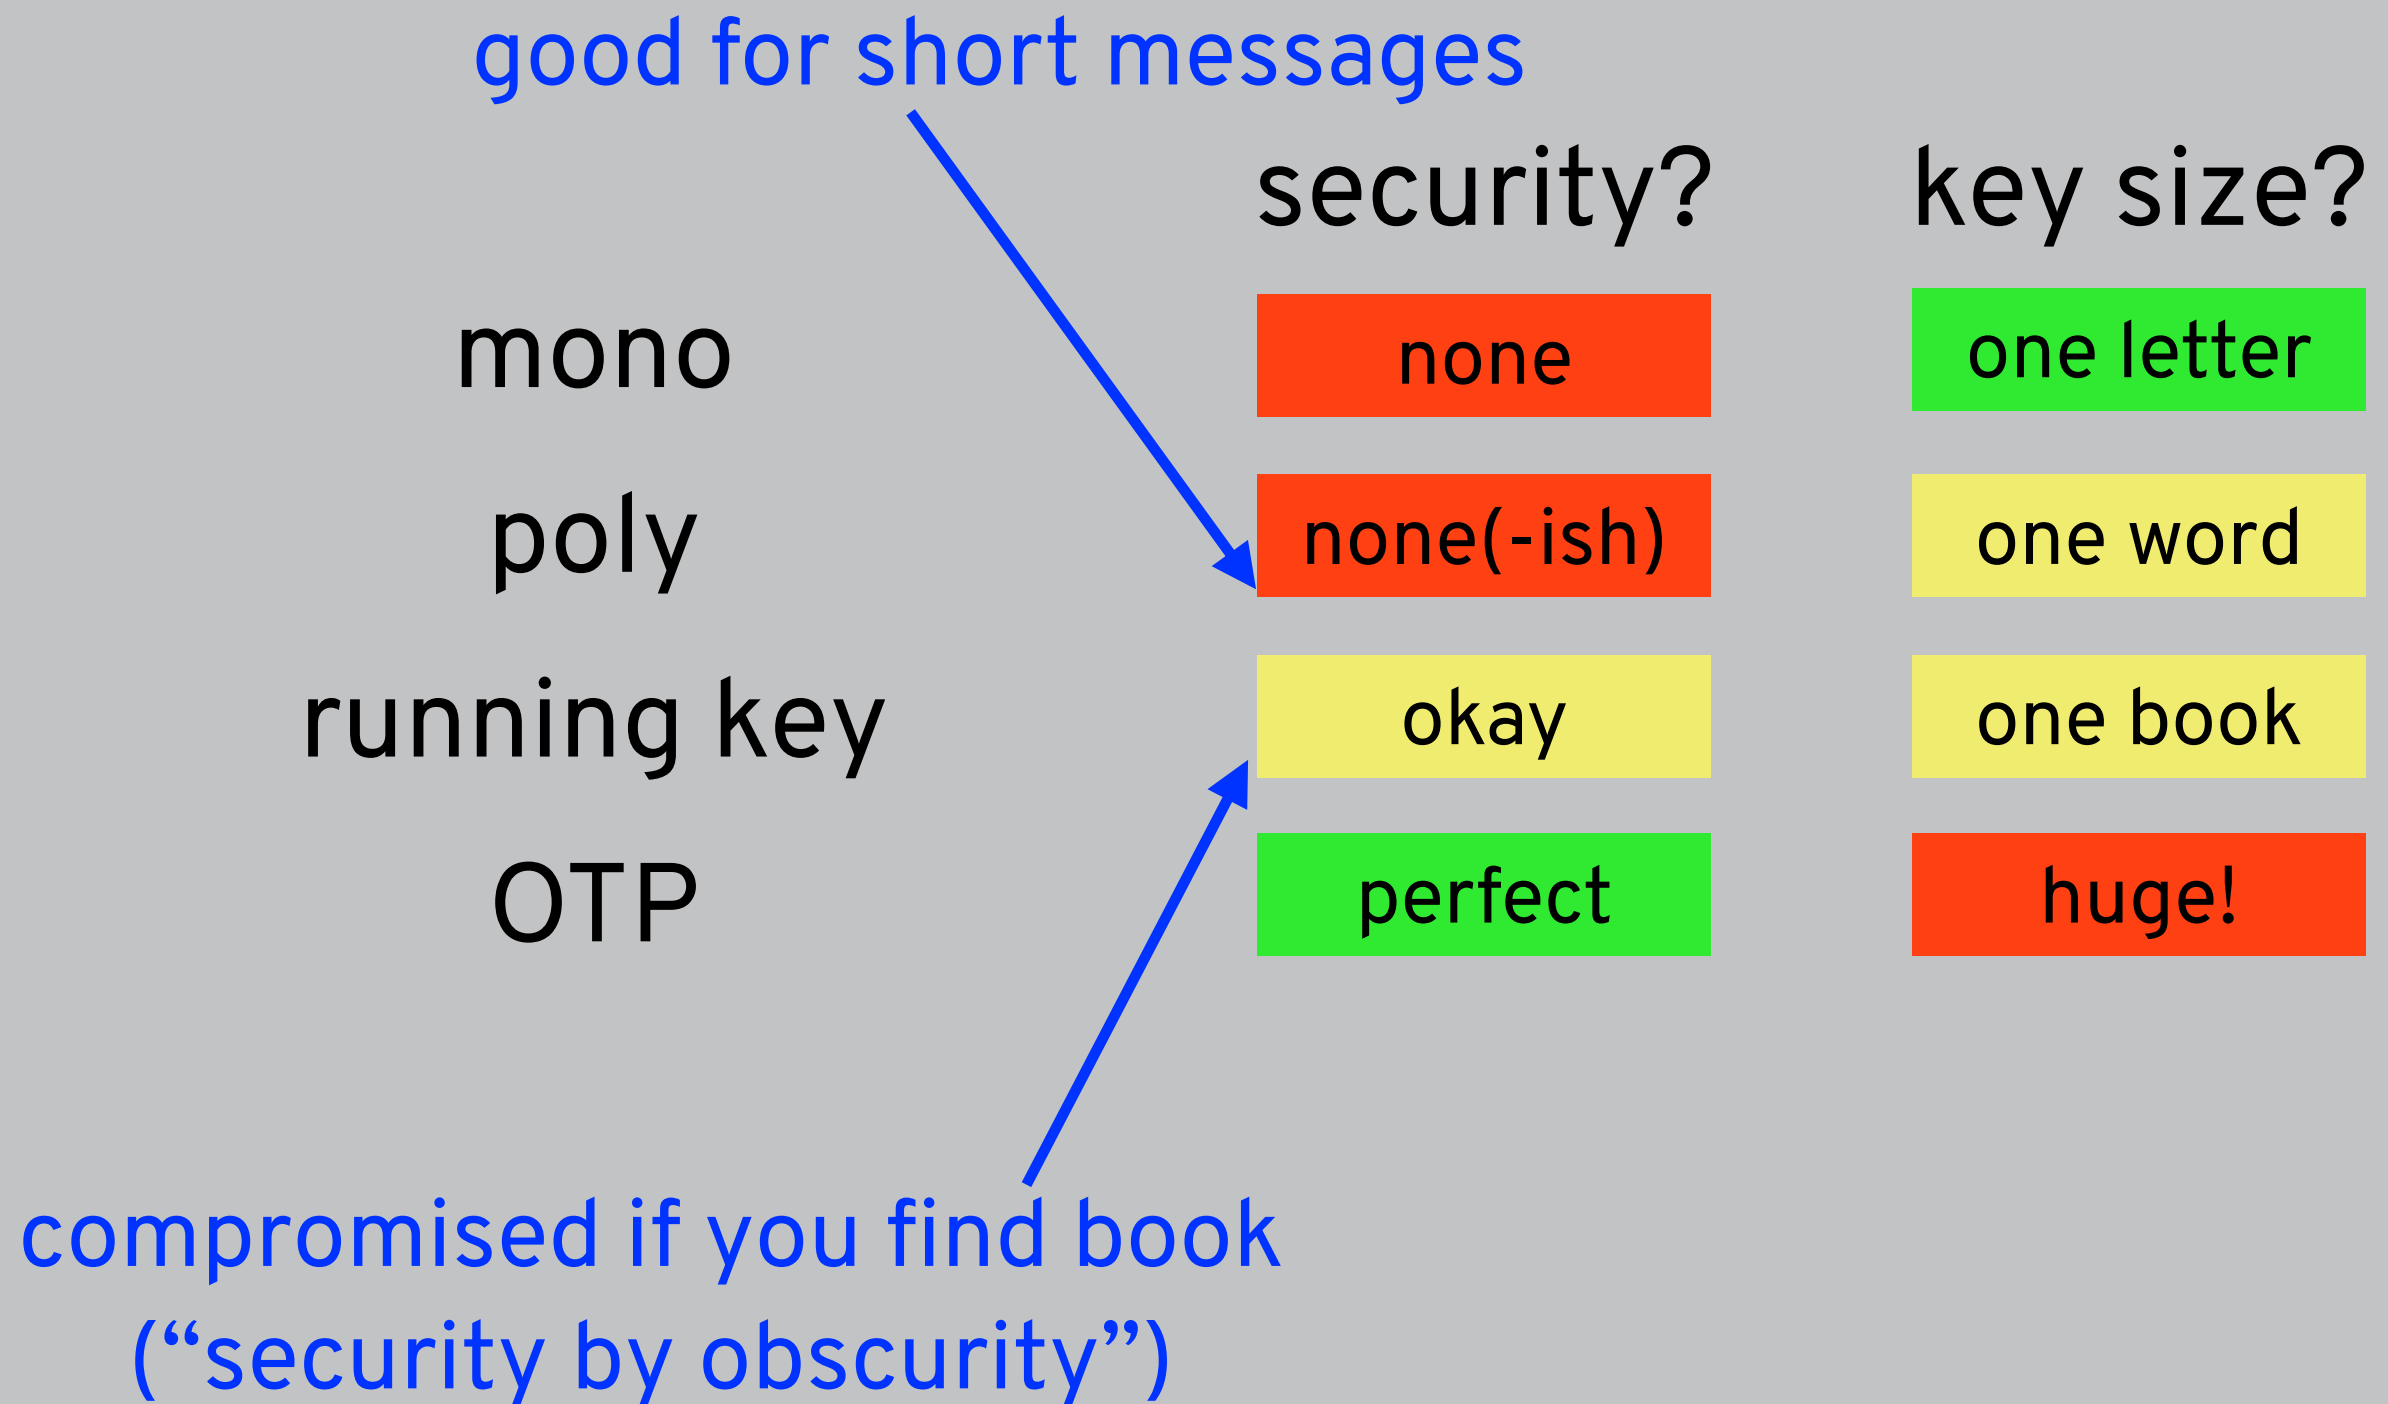 good for short messages
security? key size?
mono none one letter
poly none(-ish) one word
running key okay one book
OTP perfect huge!
compromised if you find book
(“security by obscurity”)